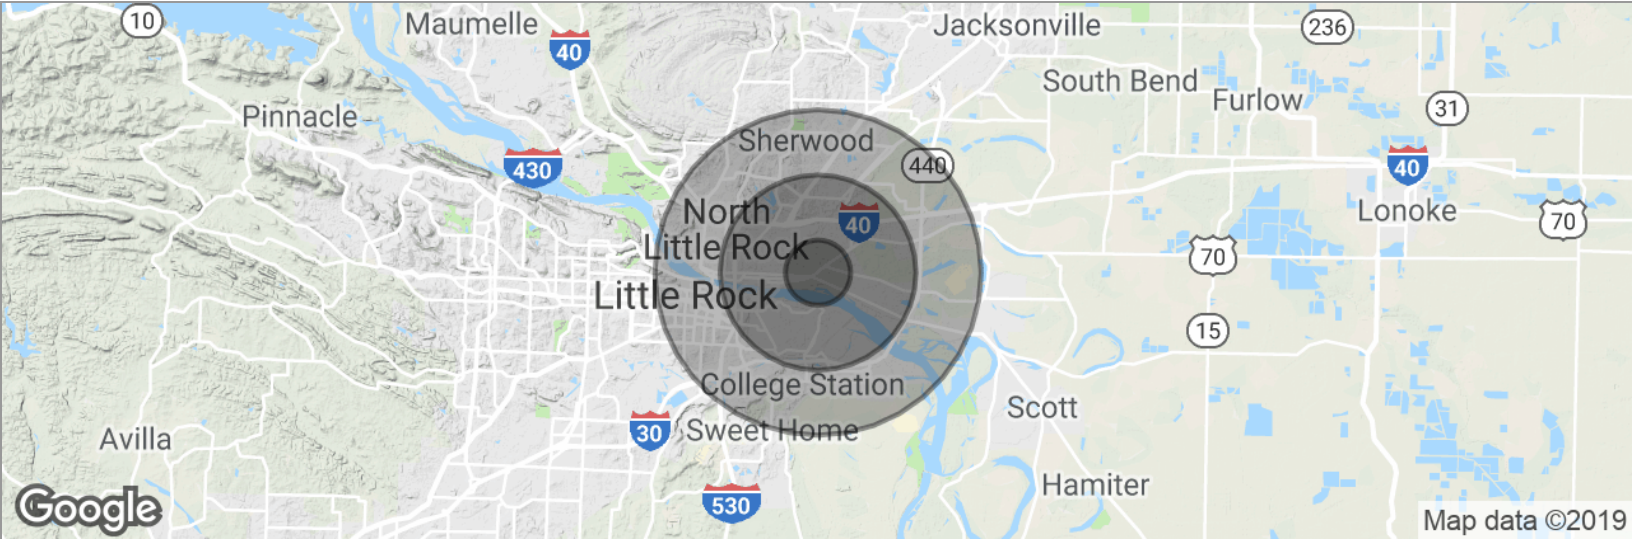 10
Maumelle
40
Jacksonville
236
South Bend
Furlow
31
Pinnacle
Sherwood
430
440
40
North
Little Rock
40
Lonoke
70
70
Little Rock
15
College Station
Scott
30
Sweet Home
Avilla
Hamiter
530
Google
Map data ©2019